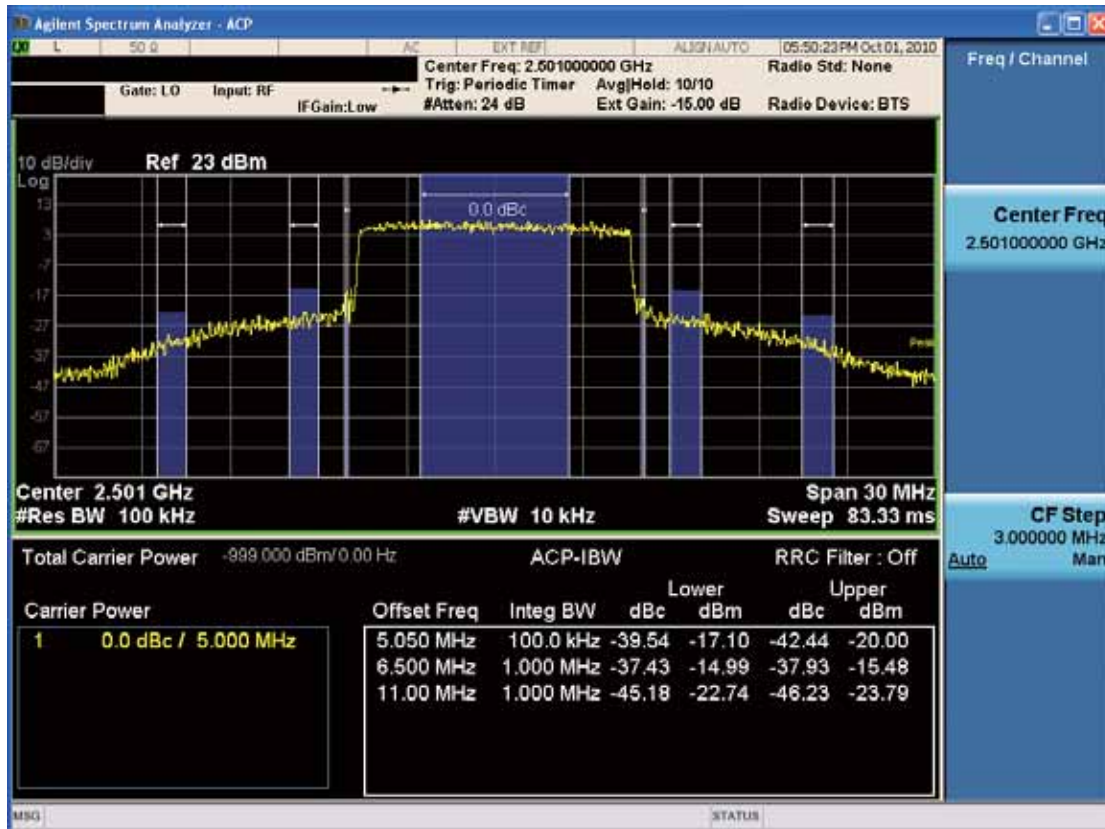 Agilent Spectrum Analyzer - ACP
L 50 Ω AC EXT REF ALIGN AUTO 05:50:23 PM Oct 01, 2010
Center Freq: 2.501000000 GHz Radio Std: None
Gate: LO Input: RF Trig: Periodic Timer Avg|Hold: 10/10
IFGain:Low #Atten: 24 dB Ext Gain: -15.00 dB Radio Device: BTS
10 dB/div Ref 23 dBm
Log
13
3
-7
-17
-27
-37
-47
-57
-67
0.0 dBc
Center 2.501 GHz Span 30 MHz
#Res BW 100 kHz #VBW 10 kHz Sweep 83.33 ms
Total Carrier Power -999.000 dBm/ 0.00 Hz ACP-IBW RRC Filter : Off
Lower Upper
Carrier Power Offset Freq Integ BW dBc dBm dBc dBm
1 0.0 dBc / 5.000 MHz
5.050 MHz 100.0 kHz -39.54 -17.10 -42.44 -20.00
6.500 MHz 1.000 MHz -37.43 -14.99 -37.93 -15.48
11.00 MHz 1.000 MHz -45.18 -22.74 -46.23 -23.79
Freq / Channel
Center Freq
2.501000000 GHz
CF Step
3.000000 MHz
Auto Man
MSG STATUS